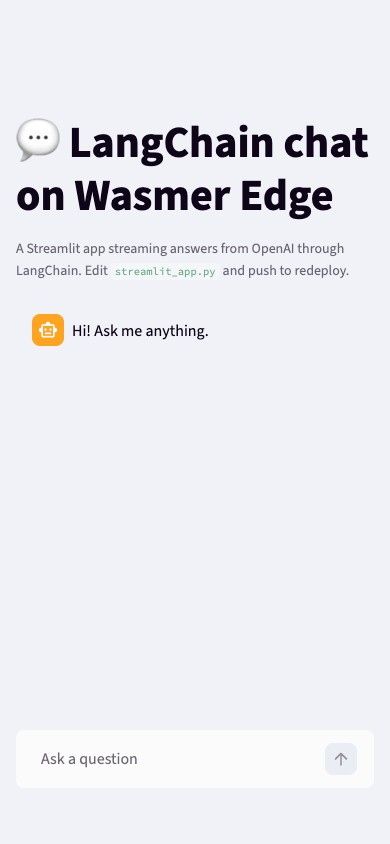 💬 LangChain chat
on Wasmer Edge
A Streamlit app streaming answers from OpenAI through
LangChain. Edit streamlit_app.py and push to redeploy.
Hi! Ask me anything.
Ask a question